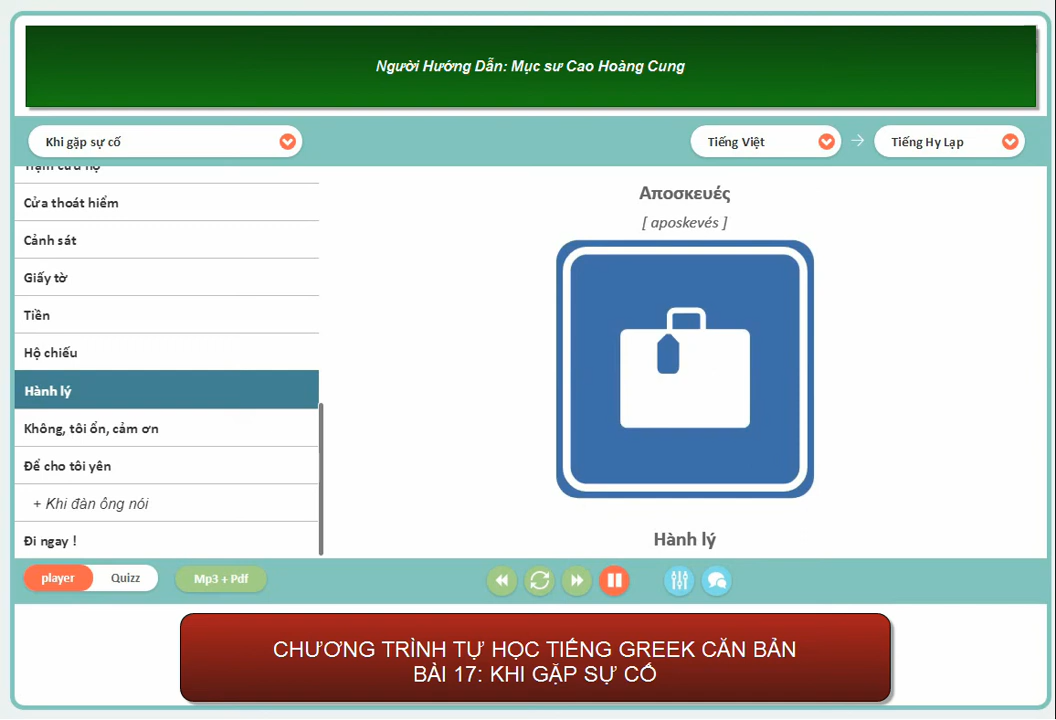 Người Hướng Dẫn: Mục sư Cao Hoàng Cung
Khi gặp sự cố
Tiếng Việt
Tiếng Hy Lạp
Cửa thoát hiểm
Cảnh sát
Giấy tờ
Tiền
Hộ chiếu
Hành lý
Không, tôi ổn, cảm ơn
Để cho tôi yên
+ Khi đàn ông nói
Đi ngay !
Αποσκευές
[ aposkevés ]
Hành lý
player
Quizz
Mp3 + Pdf
CHƯƠNG TRÌNH TỰ HỌC TIẾNG GREEK CĂN BẢN
BÀI 17: KHI GẶP SỰ CỐ